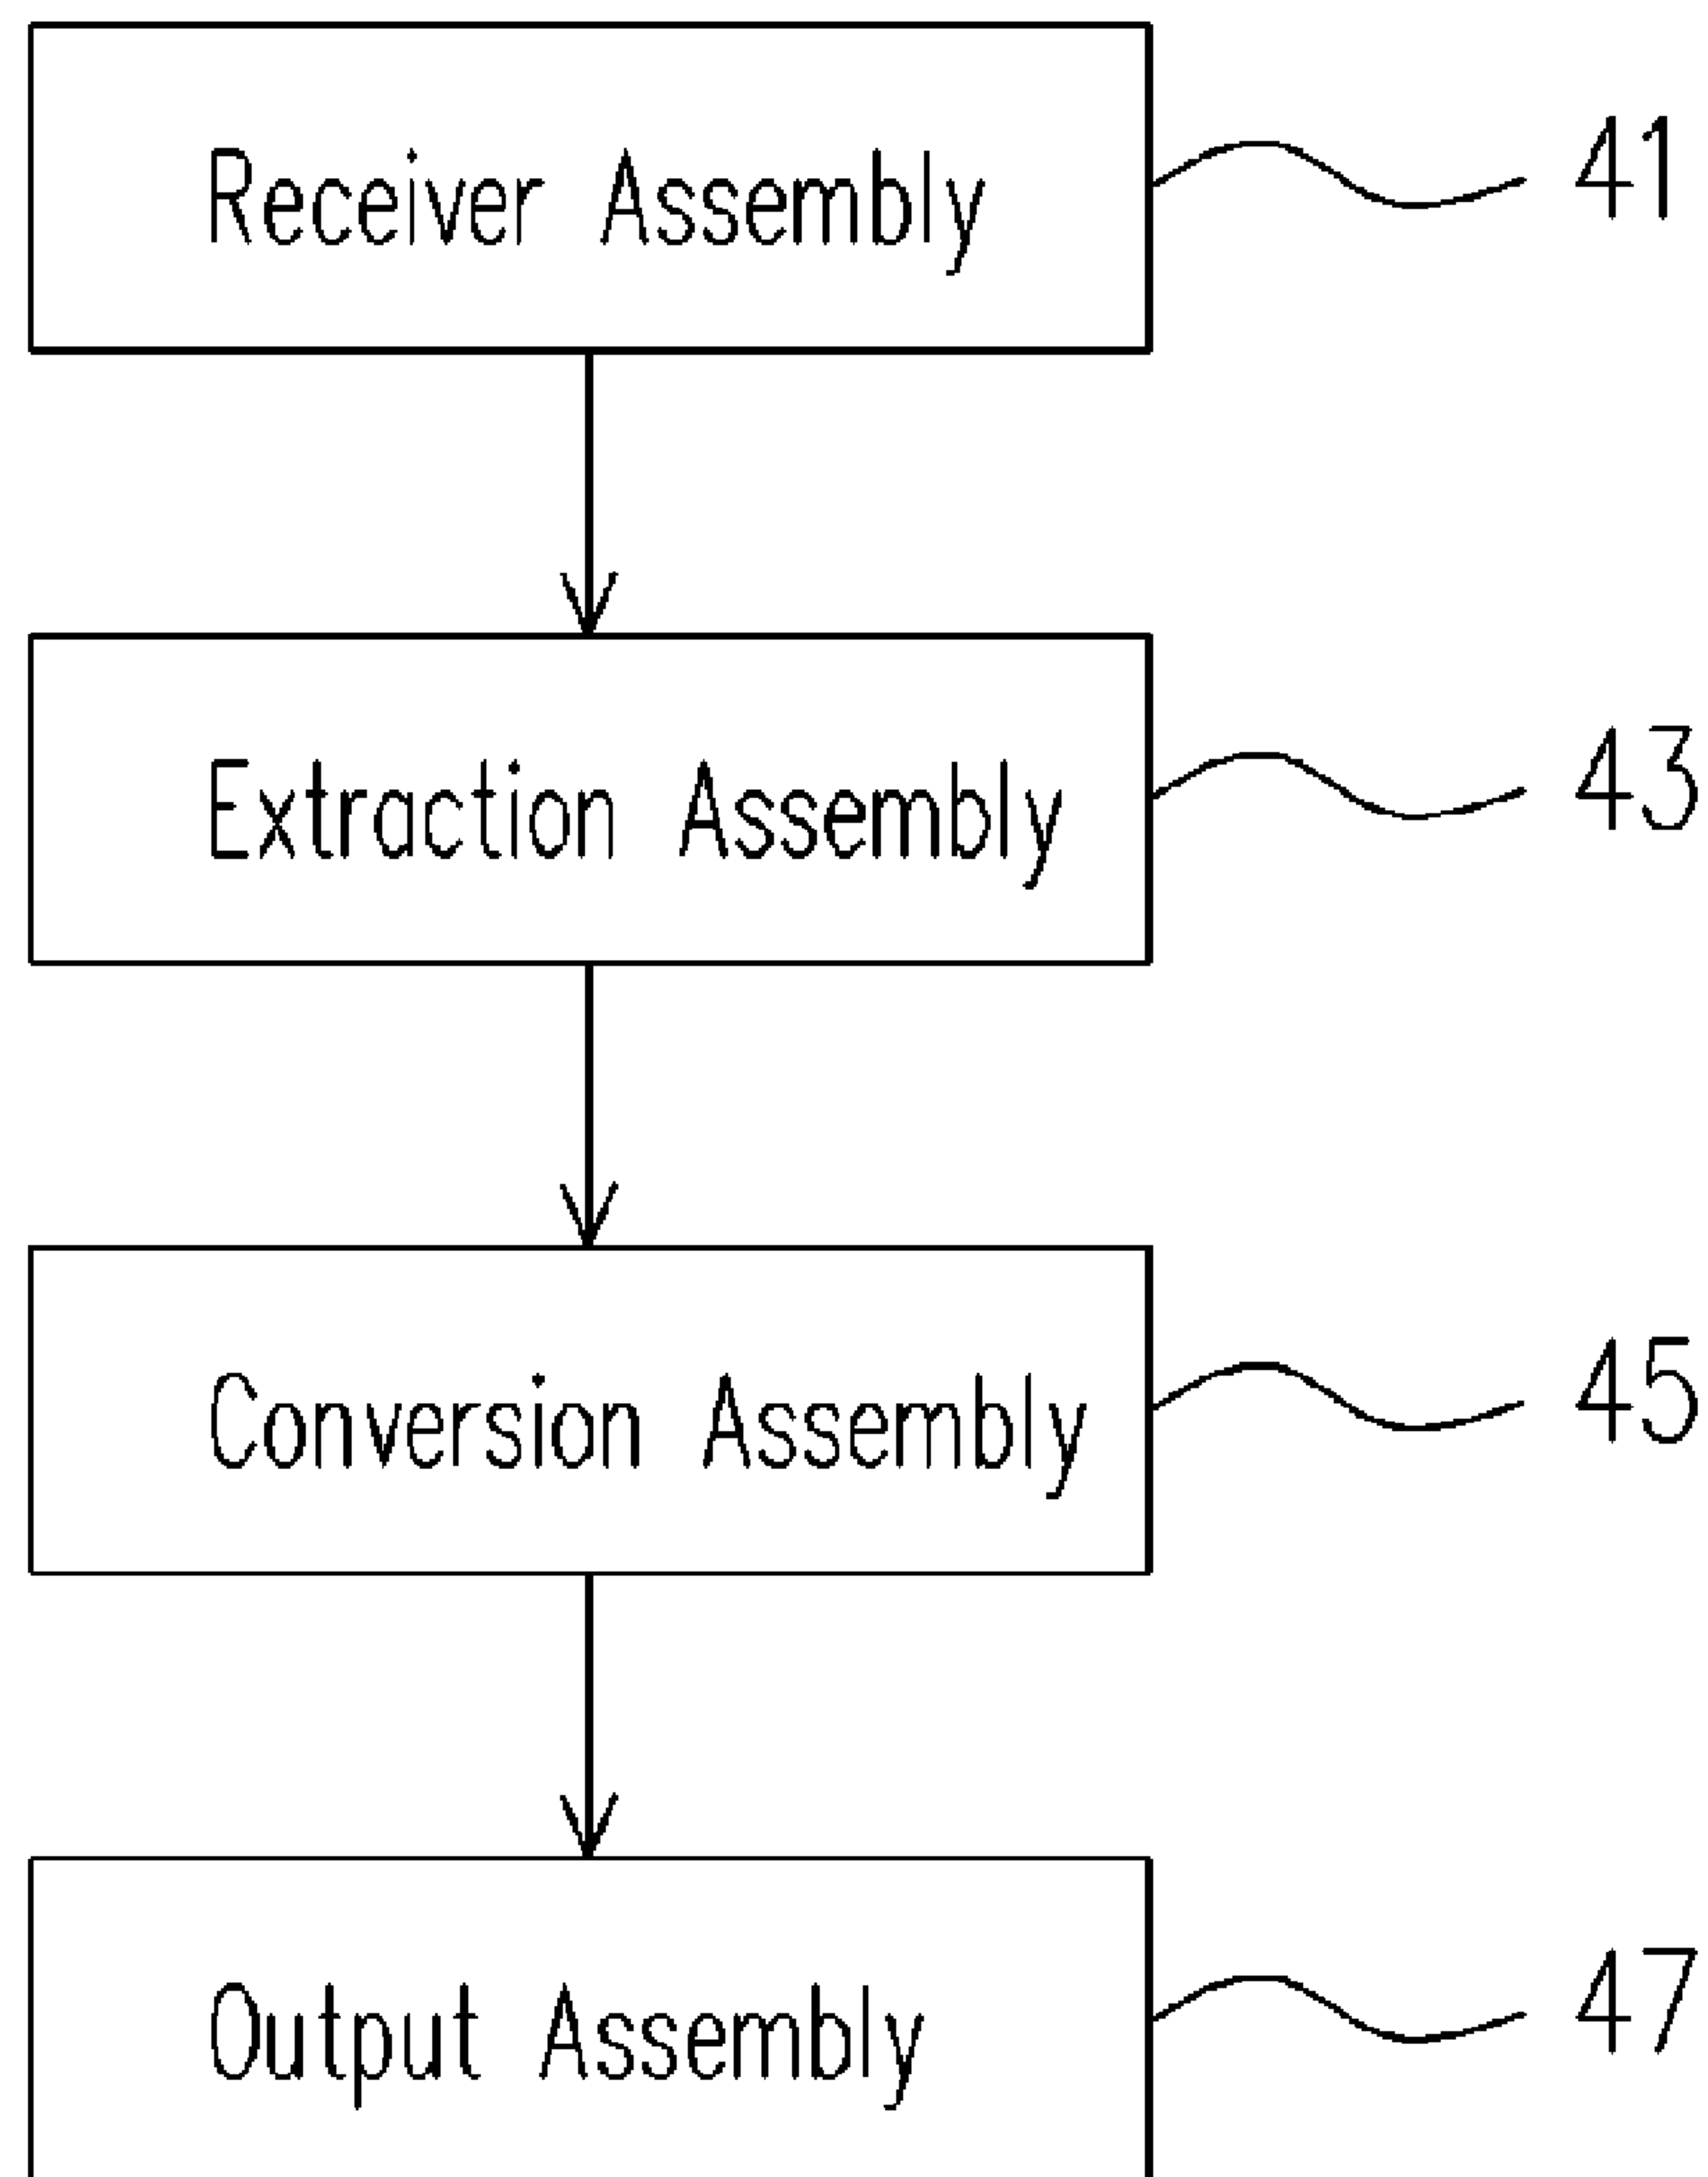 Receiver Assembly 41
Extraction Assembly 43
Conversion Assembly 45
Output Assembly 47